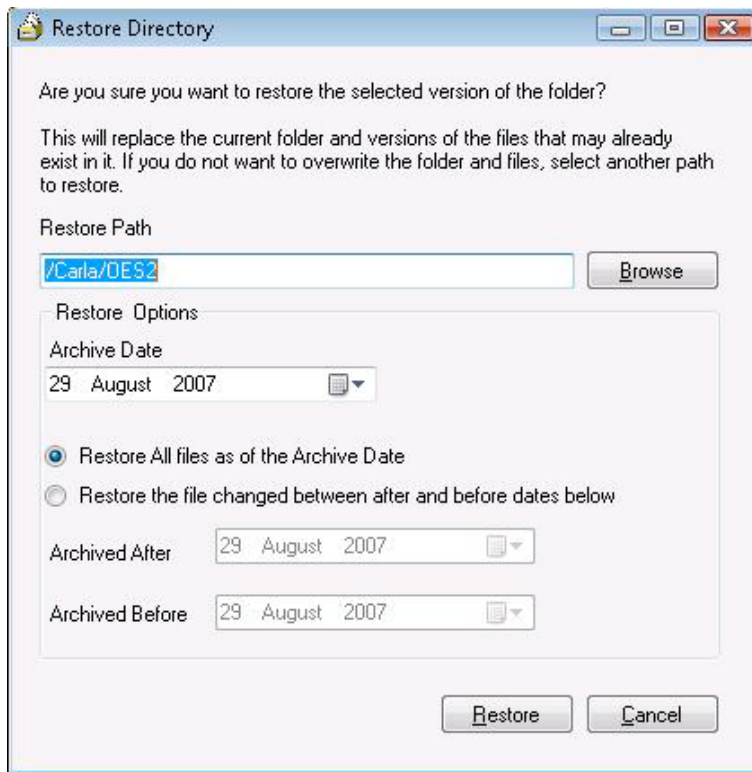 Restore Directory
Are you sure you want to restore the selected version of the folder?
This will replace the current folder and versions of the files that may already
exist in it. If you do not want to overwrite the folder and files, select another path
to restore.
Restore Path
/Carla/OES2
Browse
Restore Options
Archive Date
29 August 2007
Restore All files as of the Archive Date
Restore the file changed between after and before dates below
Archived After
29 August 2007
Archived Before
29 August 2007
Restore
Cancel